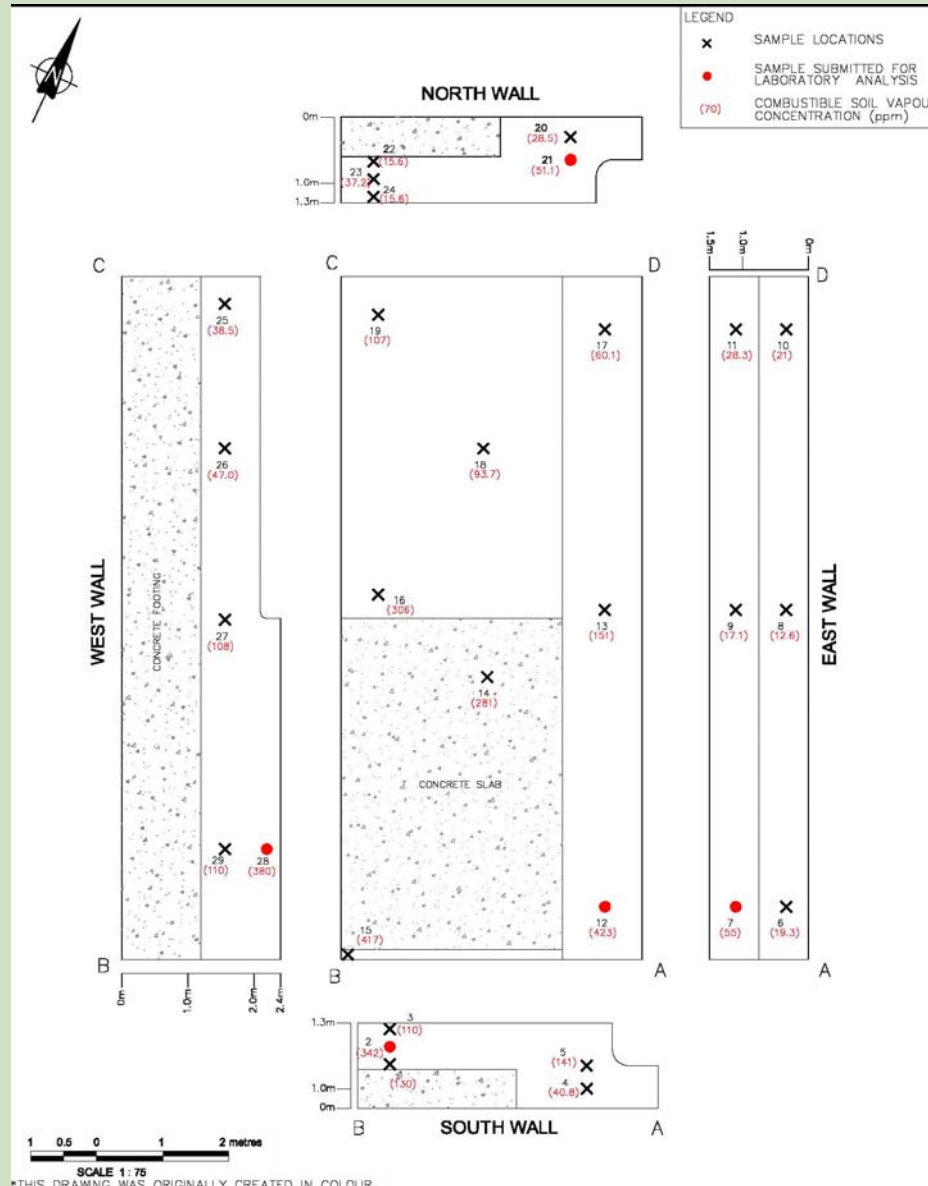 LEGEND
SAMPLE LOCATIONS
SAMPLE SUBMITTED FOR
LABORATORY ANALYSIS
(70)
COMBUSTIBLE SOIL VAPOU
CONCENTRATION (ppm)
NORTH WALL
0m
1.0m
1.3m
20
(28.5)
21
(51.1)
22
(15.6)
23
(37.2)
24
(15.6)
C
C
D
1.5m
1.0m
0m
D
WEST WALL
CONCRETE FOOTING
25
(38.5)
26
(47.0)
27
(108)
29
(110)
28
(380)
B
0m
1.0m
2.0m
2.4m
19
(107)
17
(60.1)
18
(93.7)
16
(306)
13
(151)
14
(281)
CONCRETE SLAB
15
(417)
12
(423)
B
A
11
(28.3)
10
(21)
9
(17.1)
8
(12.6)
7
(55)
6
(19.3)
EAST WALL
A
1.3m
1.0m
0m
3
(110)
2
(342)
(130)
5
(141)
4
(40.8)
B
SOUTH WALL
A
1 0.5 0 1 2 metres
SCALE 1 : 75
*THIS DRAWING WAS ORIGINALLY CREATED IN COLOUR